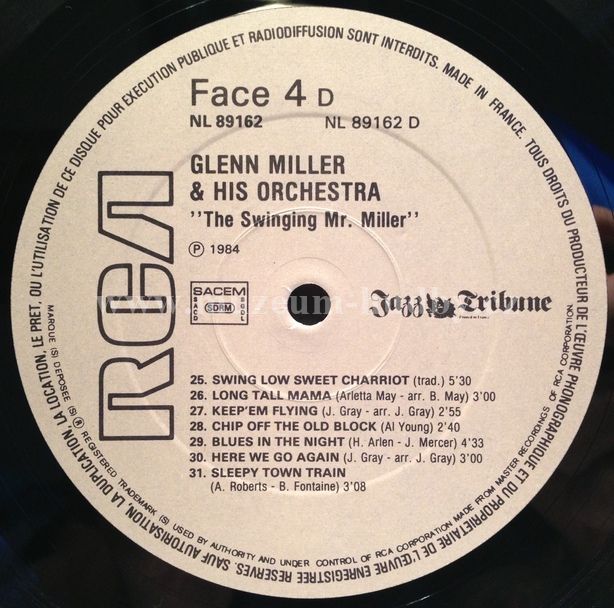 SAUF AUTORISATION, LA DUPLICATION, LA LOCATION, LE PRET, OU L'UTILISATION DE CE DISQUE POUR EXECUTION PUBLIQUE ET RADIODIFFUSION SONT INTERDITS. MADE IN FRANCE. TOUS DROITS DU PRODUCTEUR DE L'ŒUVRE PHONOGRAPHIQUE ET DU PROPRIETAIRE DE L'ŒUVRE ENREGISTREE RESERVES.
Face 4 D
NL 89162 NL 89162 D
GLENN MILLER
& HIS ORCHESTRA
"The Swinging Mr. Miller"
Ⓟ 1984
RCA
SACEM
SACD SDRM SGDL
Jazz Tribune
25. SWING LOW SWEET CHARRIOT (trad.) 5'30
26. LONG TALL MAMA (Arletta May - arr. B. May) 3'00
27. KEEP'EM FLYING (J. Gray - arr. J. Gray) 2'55
28. CHIP OFF THE OLD BLOCK (Al Young) 2'40
29. BLUES IN THE NIGHT (H. Arlen - J. Mercer) 4'33
30. HERE WE GO AGAIN (J. Gray - arr. J. Gray) 3'00
31. SLEEPY TOWN TRAIN
(A. Roberts - B. Fontaine) 3'08
MARQUE (S) DEPOSEE (S) ® REGISTERED TRADEMARK (S) USED BY AUTHORITY AND UNDER CONTROL OF RCA CORPORATION MADE FROM MASTER RECORDINGS OF RCA CORPORATION.